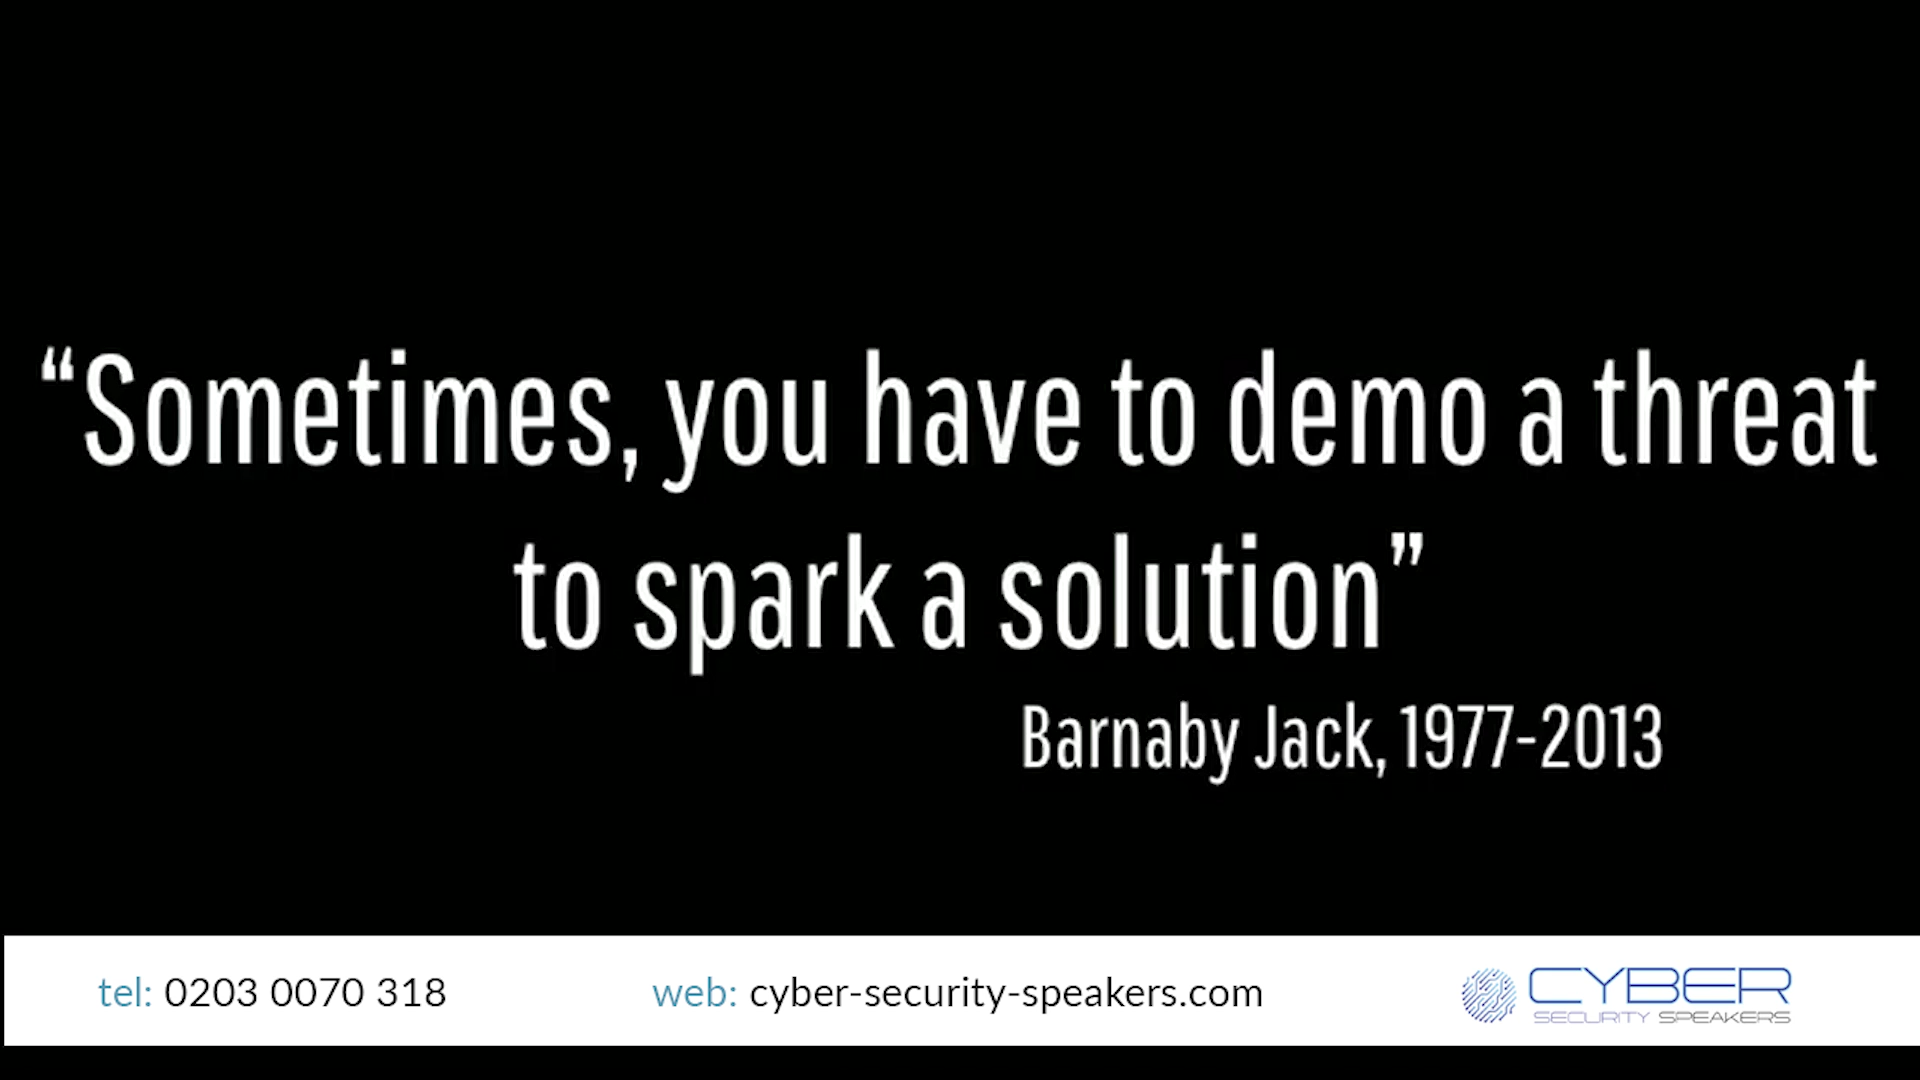 “Sometimes, you have to demo a threat
to spark a solution”
Barnaby Jack, 1977-2013
tel: 0203 0070 318
web: cyber-security-speakers.com
CYBER
SECURITY SPEAKERS